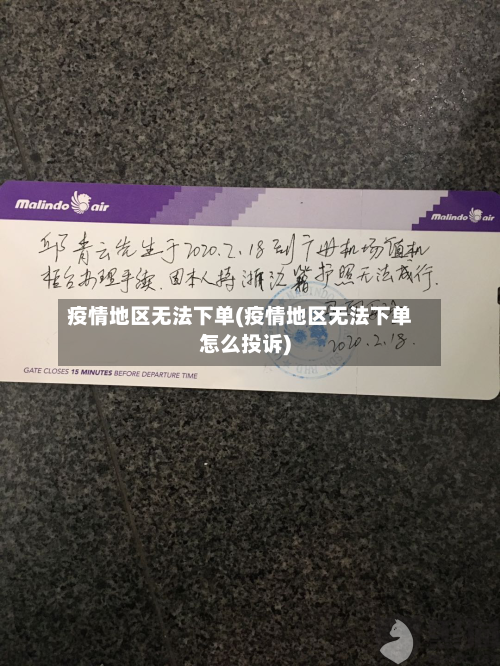 Malindo air
Malindo air
邱青云先生于2020.2.18到广州机场值机
柜台办理手续.因本人持浙江籍护照无法成行.
疫情地区无法下单(疫情地区无法下单
怎么投诉)
2020.2.18.
GATE CLOSES 15 MINUTES BEFORE DEPARTURE TIME